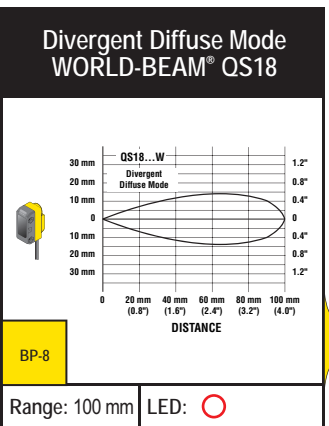 Divergent Diffuse Mode
WORLD-BEAM® QS18
QS18...W
Divergent
Diffuse Mode
30 mm
20 mm
10 mm
0
10 mm
20 mm
30 mm
1.2"
0.8"
0.4"
0
0.4"
0.8"
1.2"
0 20 mm 40 mm 60 mm 80 mm 100 mm
(0.8") (1.6") (2.4") (3.2") (4.0")
DISTANCE
BP-8
Range: 100 mm LED: